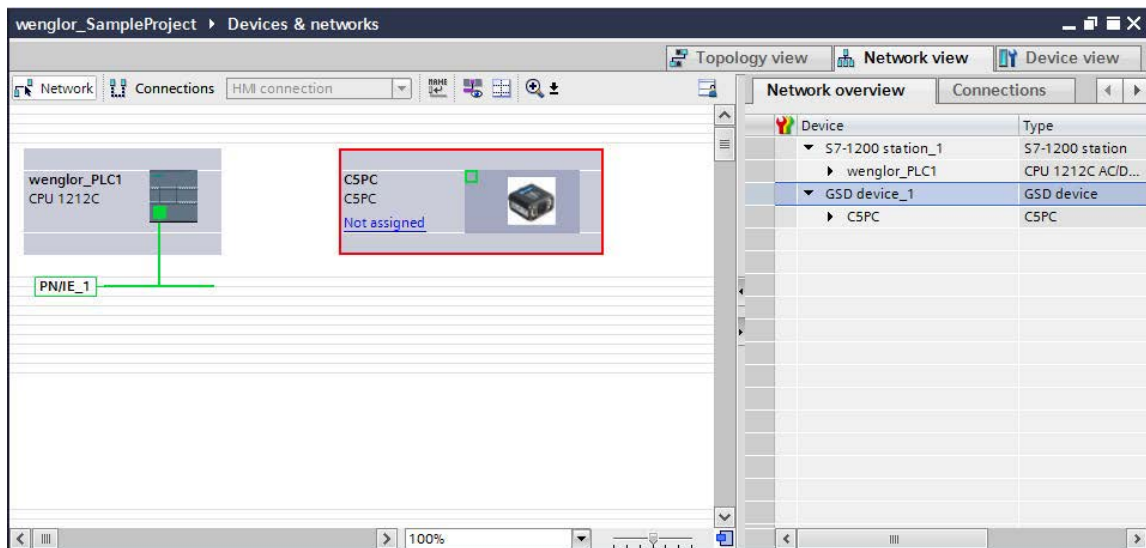 wenglor_SampleProject ▸ Devices & networks
Topology view Network view Device view
Network Connections HMI connection
Network overview Connections
Device Type
S7-1200 station_1 S7-1200 station
wenglor_PLC1 CPU 1212C AC/D...
GSD device_1 GSD device
C5PC C5PC
wenglor_PLC1
CPU 1212C
C5PC
C5PC
Not assigned
PN/IE_1
100%